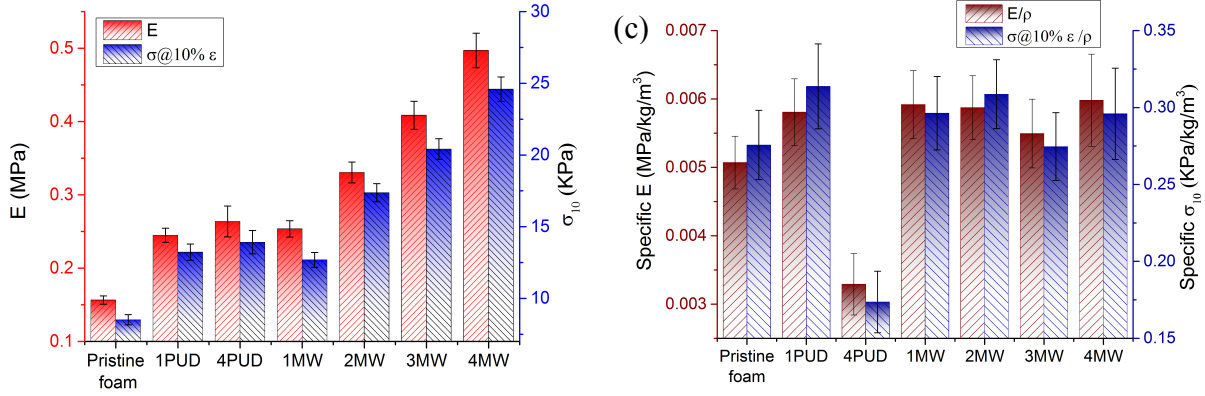 E
σ@10% ε
E (MPa)
0.5
0.4
0.3
0.2
0.1
30
25
20
15
10
σ10 (KPa)
Pristine foam 1PUD 4PUD 1MW 2MW 3MW 4MW
(c)
E/ρ
σ@10% ε /ρ
Specific E (MPa/kg/m³)
0.007
0.006
0.005
0.004
0.003
0.35
0.30
0.25
0.20
0.15
Specific σ10 (KPa/kg/m³)
Pristine foam 1PUD 4PUD 1MW 2MW 3MW 4MW